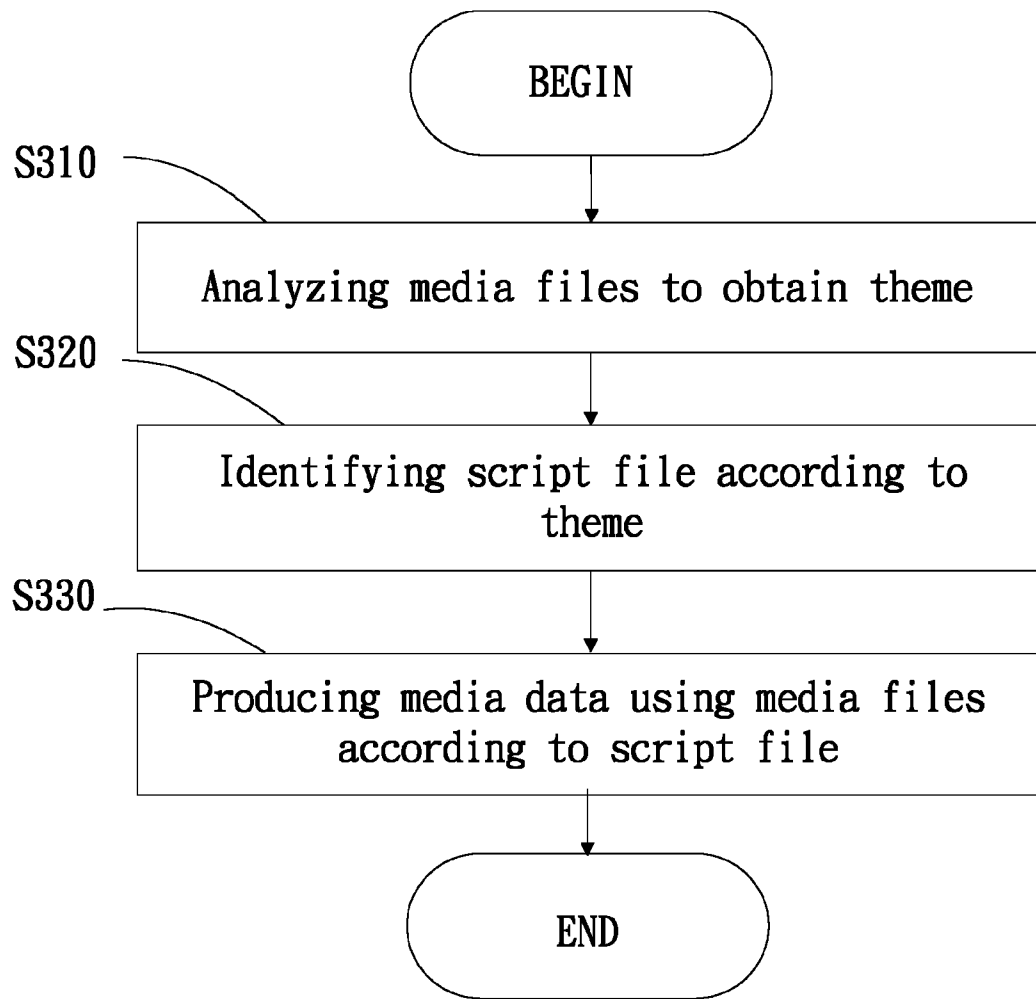 BEGIN
S310
Analyzing media files to obtain theme
S320
Identifying script file according to
theme
S330
Producing media data using media files
according to script file
END